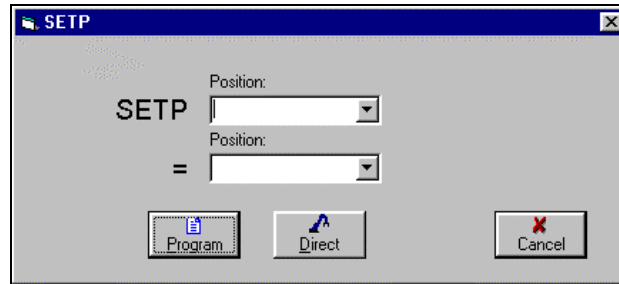 SETP
Position:
SETP
Position:
=
Program
Direct
Cancel